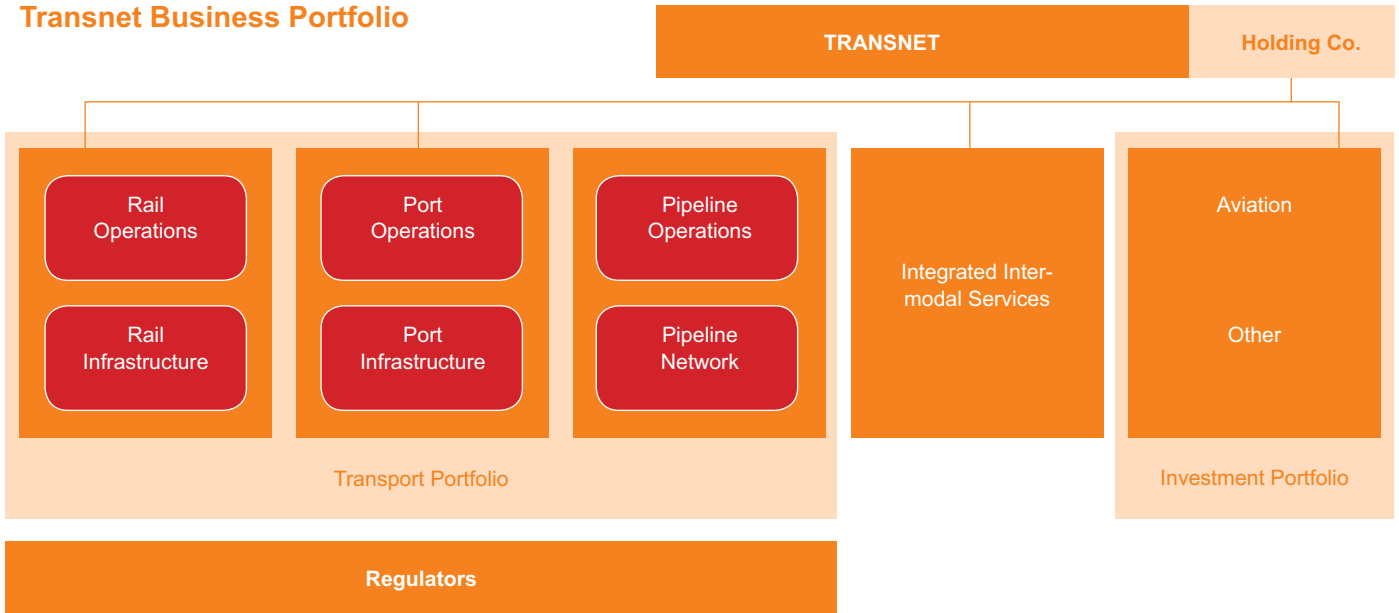 Transnet Business Portfolio
TRANSNET
Holding Co.
Rail
Operations
Rail
Infrastructure
Port
Operations
Port
Infrastructure
Pipeline
Operations
Pipeline
Network
Integrated Inter-
modal Services
Aviation
Other
Transport Portfolio
Investment Portfolio
Regulators